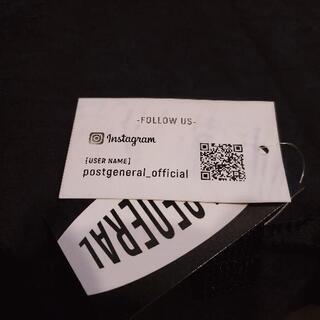 -FOLLOW US-
Instagram
[USER NAME]
postgeneral_official
GENERAL